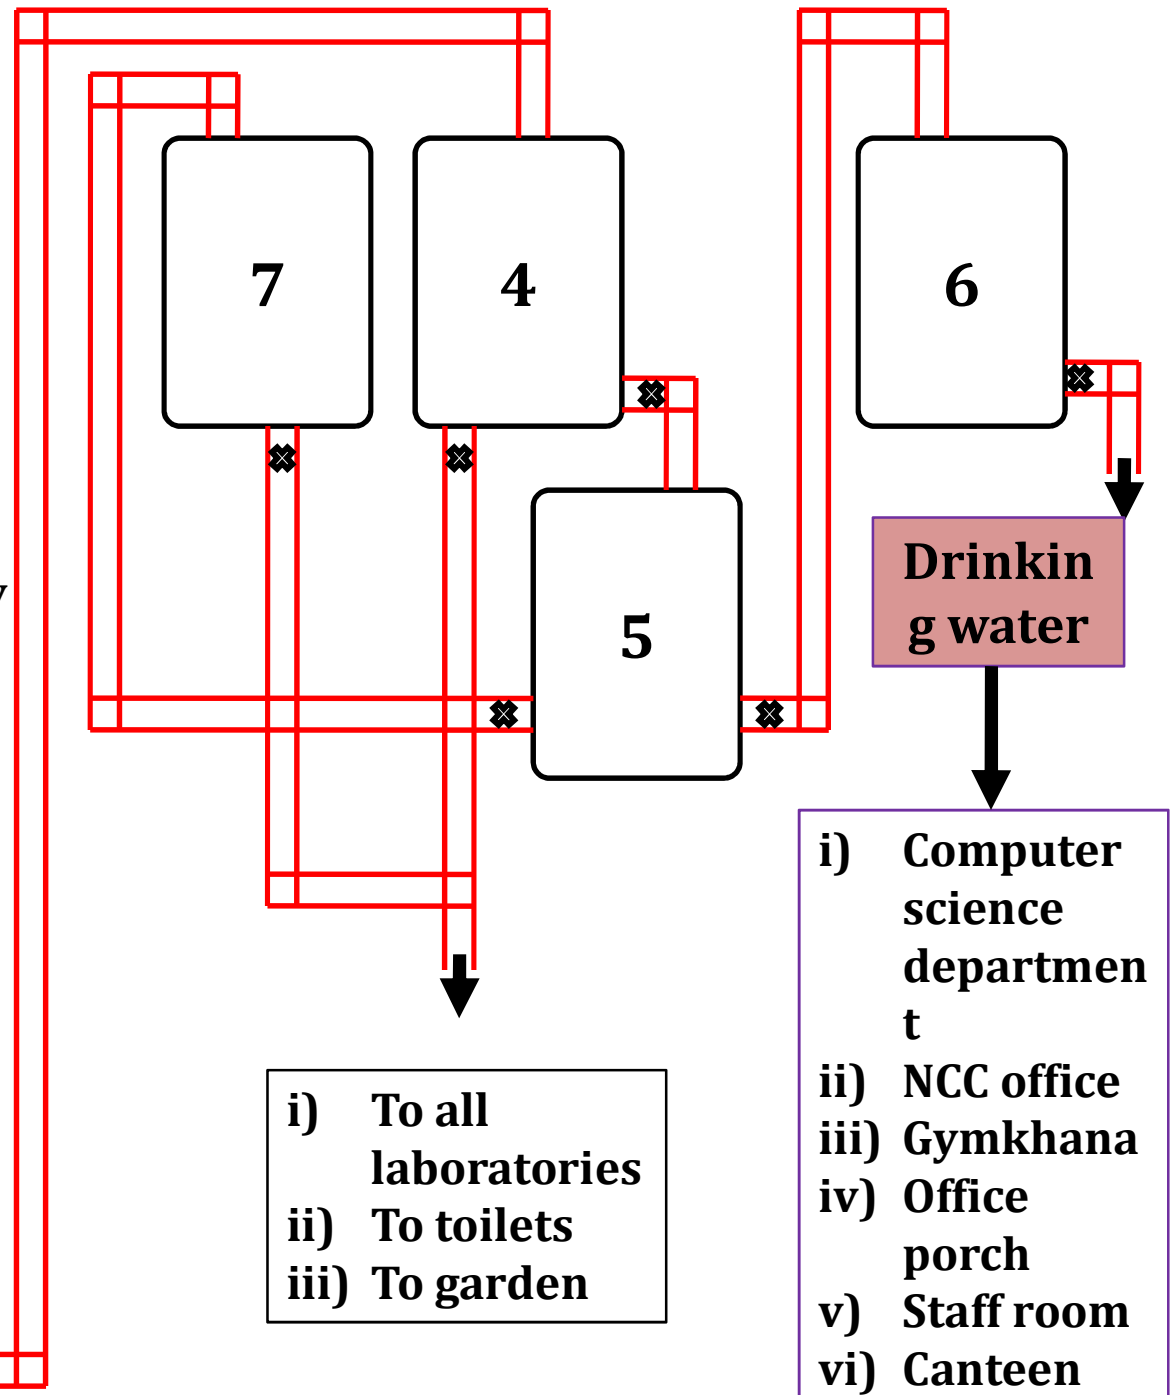 7
4
6
5
Drinkin
g water
i) Computer
science
departmen
t
ii) NCC office
iii) Gymkhana
iv) Office
porch
v) Staff room
vi) Canteen
i) To all
laboratories
ii) To toilets
iii) To garden